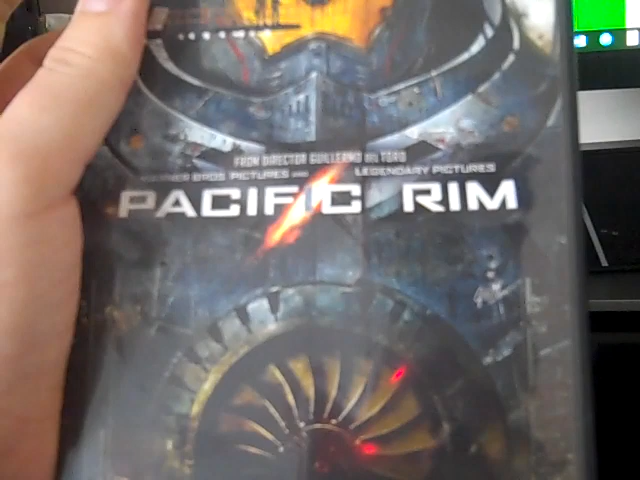 FROM DIRECTOR GUILLERMO DEL TORO
WARNER BROS. PICTURES AND LEGENDARY PICTURES
PACIFIC RIM